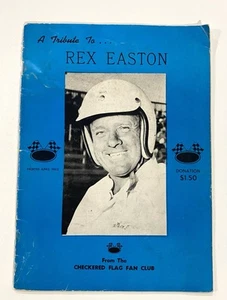 A Tribute To . . .
REX EASTON
DONATION
$1.50
From The
CHECKERED FLAG FAN CLUB